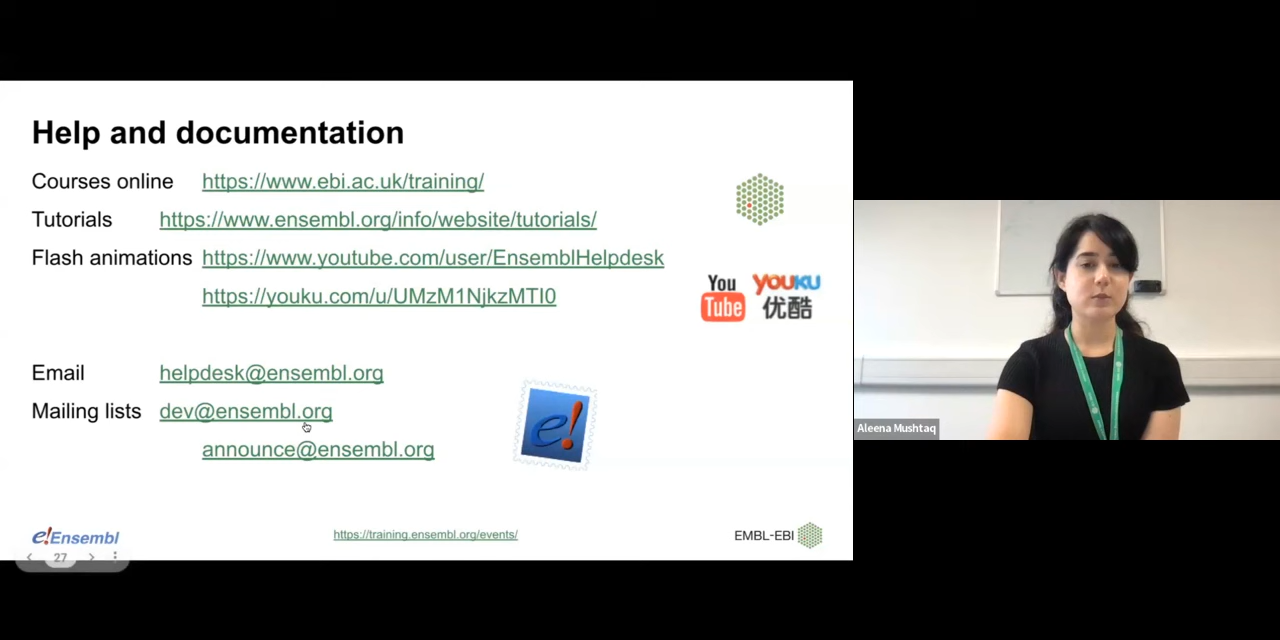 Help and documentation
Courses online https://www.ebi.ac.uk/training/
Tutorials https://www.ensembl.org/info/website/tutorials/
Flash animations https://www.youtube.com/user/EnsemblHelpdesk
https://youku.com/u/UMzM1NjkzMTI0
You Tube YOUKU 优酷
Email helpdesk@ensembl.org
Mailing lists dev@ensembl.org
announce@ensembl.org
e!
Aleena Mushtaq
e!Ensembl https://training.ensembl.org/events/ EMBL-EBI
27